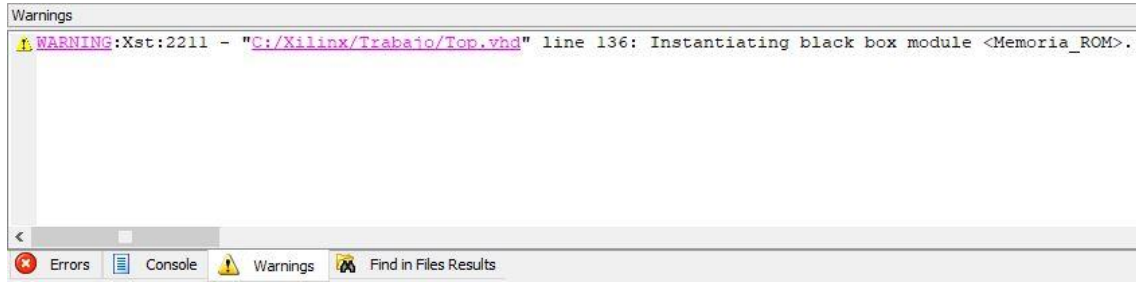 Warnings
WARNING:Xst:2211 - "C:/Xilinx/Trabajo/Top.vhd" line 136: Instantiating black box module <Memoria_ROM>.
Errors Console Warnings Find in Files Results